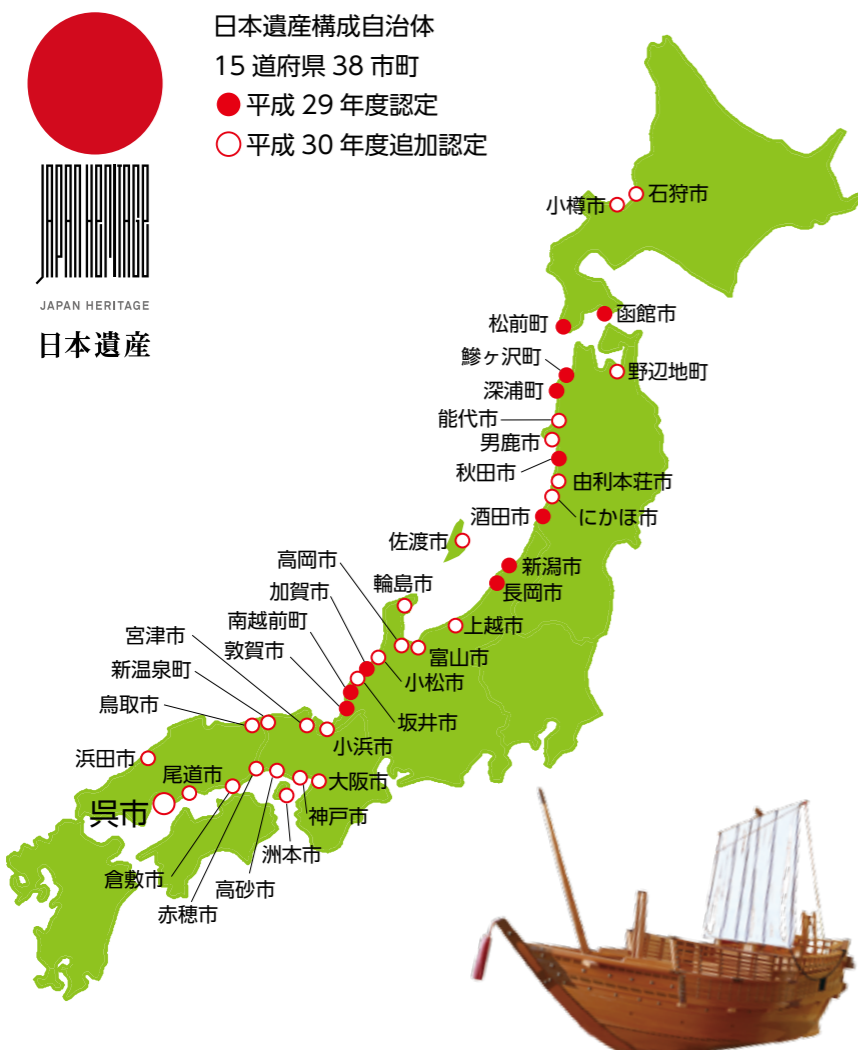 日本遺産構成自治体
15 道府県 38 市町
平成 29 年度認定
平成 30 年度追加認定
JAPAN HERITAGE
JAPAN HERITAGE
日本遺産
石狩市
小樽市
函館市
松前町
鰺ヶ沢町
野辺地町
深浦町
能代市
男鹿市
秋田市
由利本荘市
酒田市
にかほ市
佐渡市
高岡市
新潟市
輪島市
加賀市
長岡市
南越前町
上越市
宮津市
敦賀市
富山市
新温泉町
小松市
鳥取市
坂井市
小浜市
浜田市
尾道市
大阪市
呉市
神戸市
洲本市
倉敷市
高砂市
赤穂市